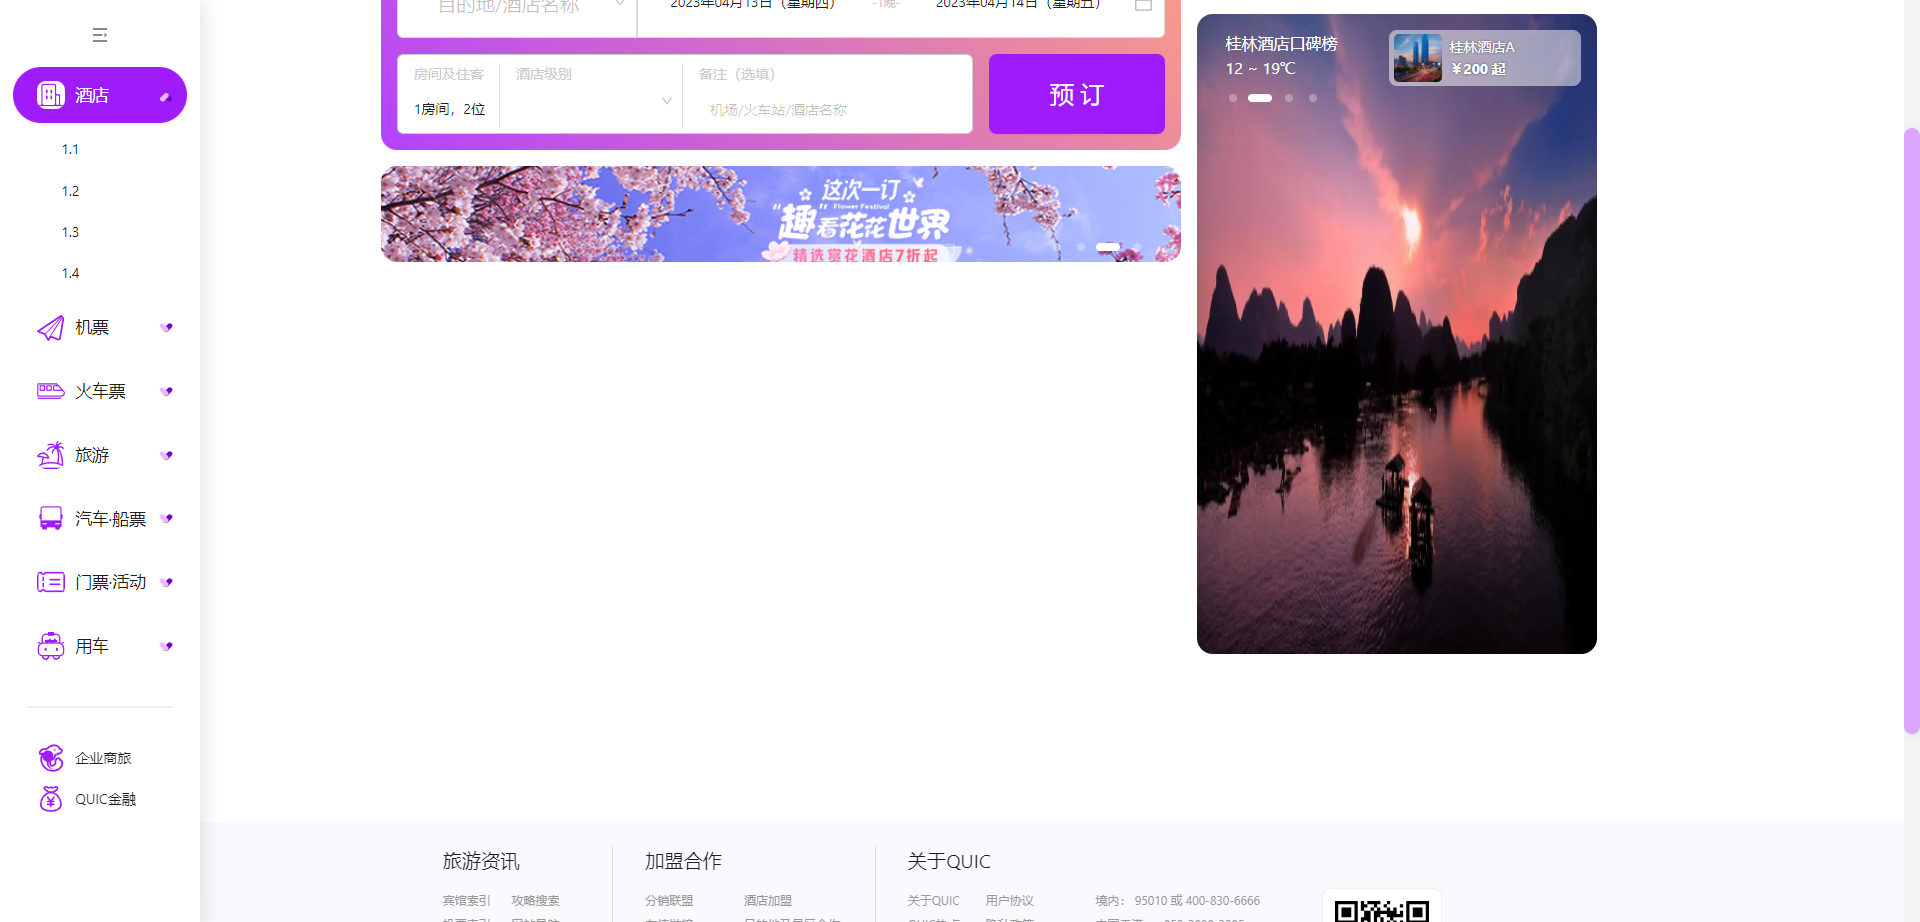 酒店
1.1
1.2
1.3
1.4
机票
火车票
旅游
汽车·船票
门票·活动
用车
企业商旅
QUIC金融
目的地/酒店名称
2023年04月13日（星期四）
-1晚-
2023年04月14日（星期五）
房间及住客
酒店级别
备注（选填）
1房间，2位
机场/火车站/酒店名称
预订
这次一订
Flower Festival
“趣看花花世界”
精选赏花酒店7折起
桂林酒店口碑榜
12 ~ 19℃
桂林酒店A
¥200 起
旅游资讯
宾馆索引 攻略搜索
加盟合作
分销联盟 酒店加盟
关于QUIC
关于QUIC 用户协议
境内： 95010 或 400-830-6666